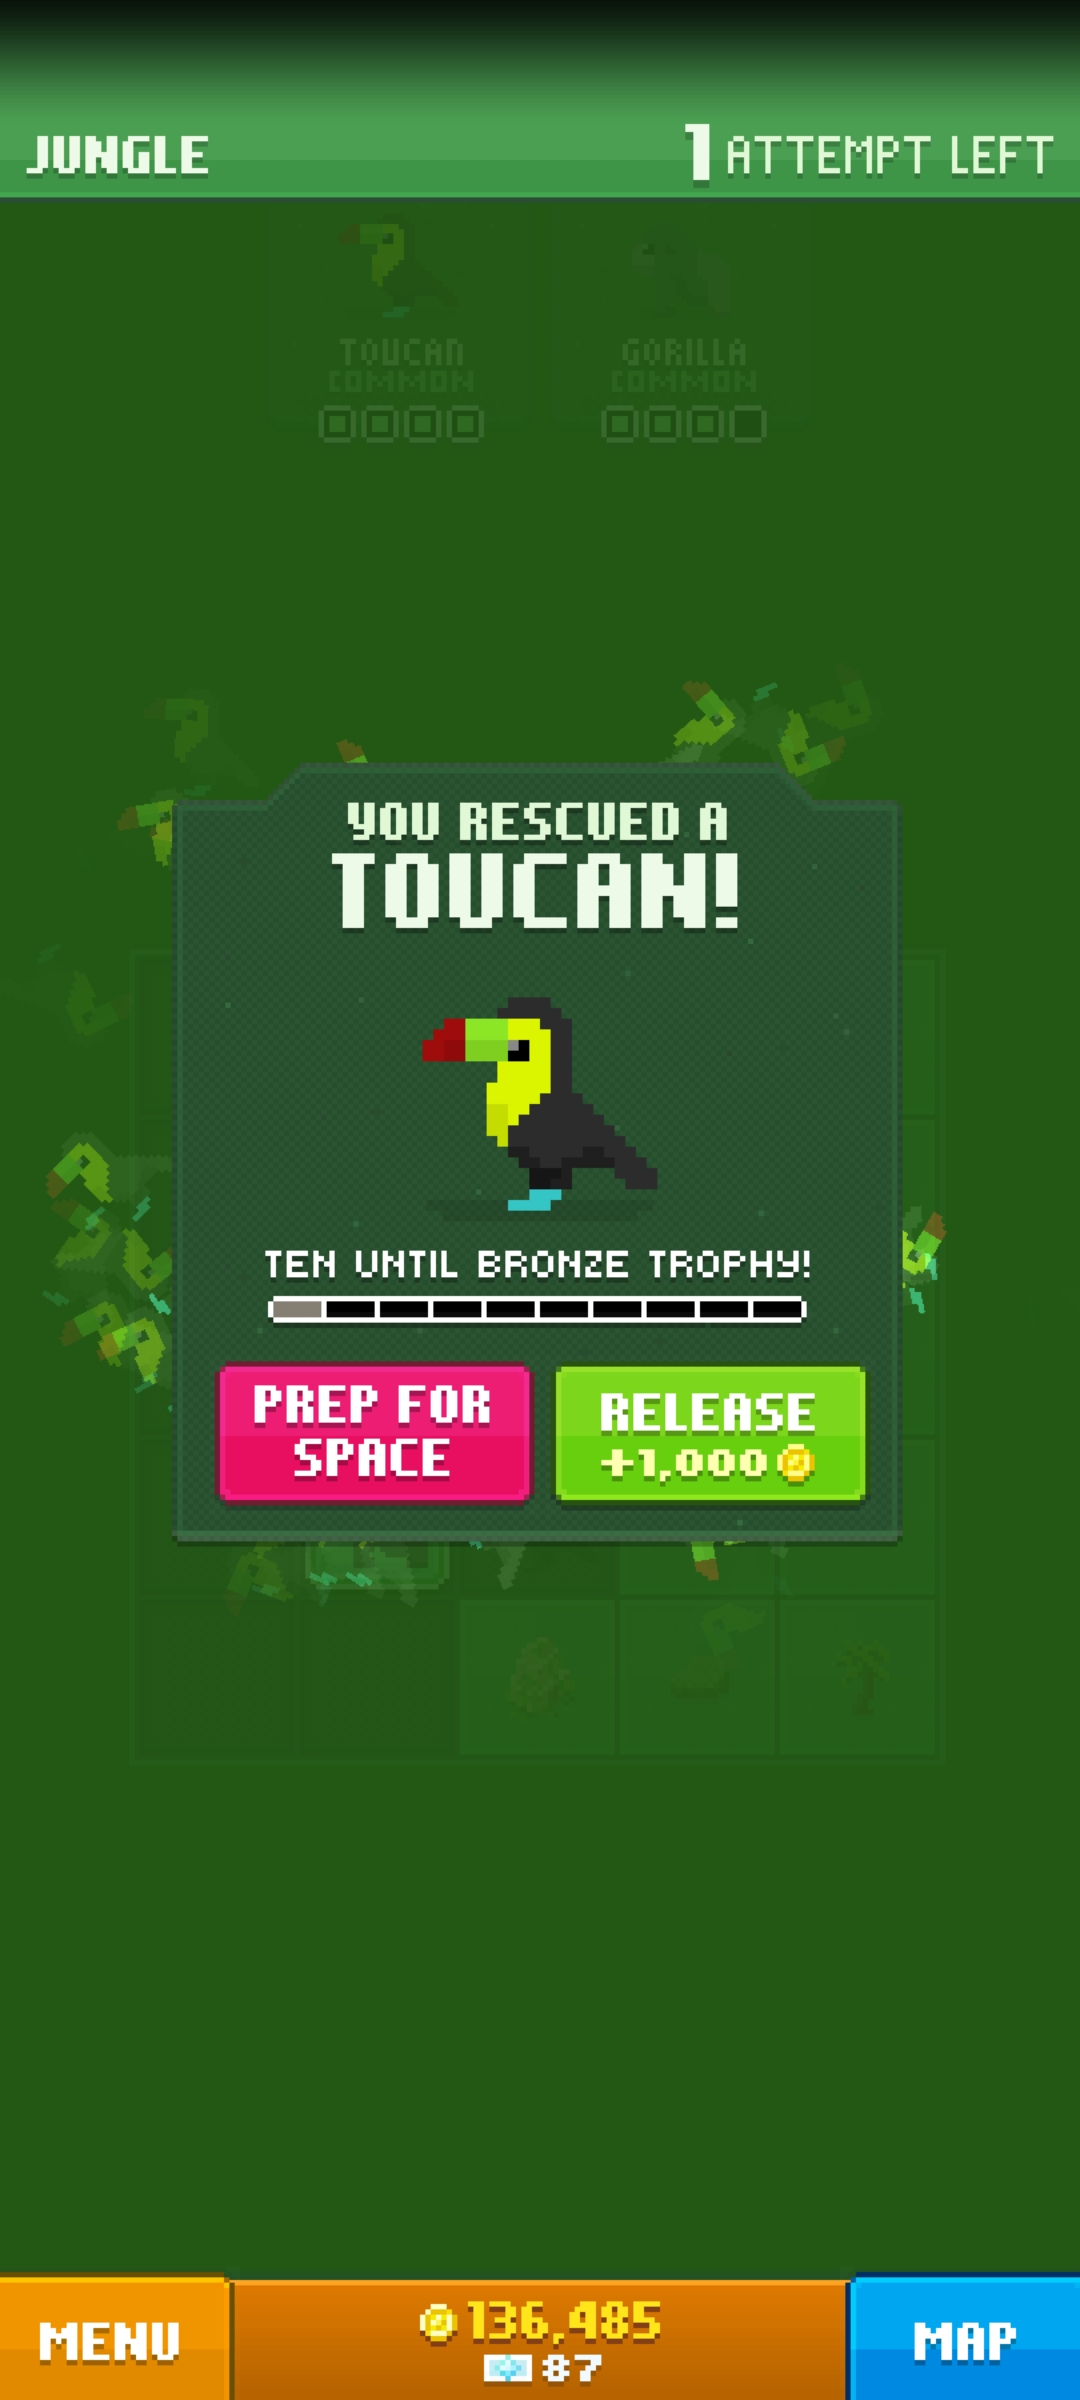 JUNGLE
1 ATTEMPT LEFT
TOUCAN
COMMON
GORILLA
COMMON
YOU RESCUED A
TOUCAN!
TEN UNTIL BRONZE TROPHY!
PREP FOR
SPACE
RELEASE
+1,000
MENU
136,485
87
MAP